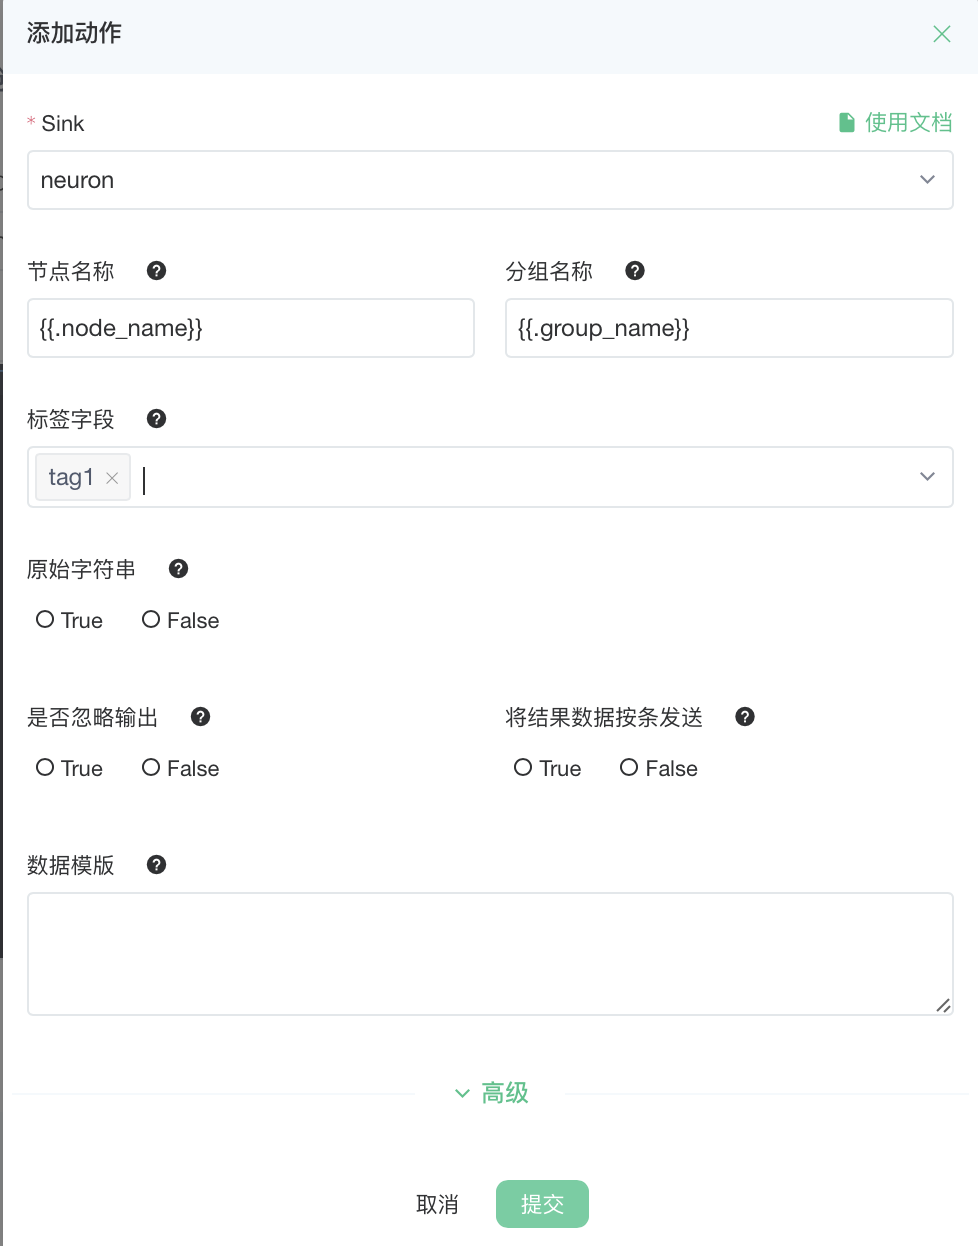 添加动作
* Sink
使用文档
neuron
节点名称
分组名称
{{.node_name}}
{{.group_name}}
标签字段
tag1
原始字符串
True False
是否忽略输出
将结果数据按条发送
True False
True False
数据模版
高级
取消
提交